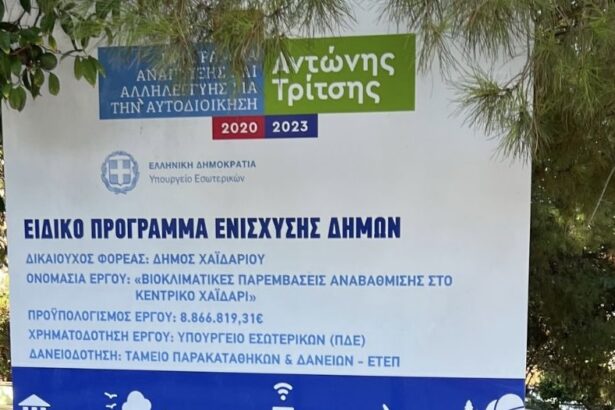 ΑΝΑΠΤΥΞΗΣ ΚΑΙ
ΑΛΛΗΛΕΓΓΥΗΣ ΓΙΑ
ΤΗΝ ΑΥΤΟΔΙΟΙΚΗΣΗ
Αντώνης
Τρίτσης
2020 2023
ΕΛΛΗΝΙΚΗ ΔΗΜΟΚΡΑΤΙΑ
Υπουργείο Εσωτερικών
ΕΙΔΙΚΟ ΠΡΟΓΡΑΜΜΑ ΕΝΙΣΧΥΣΗΣ ΔΗΜΩΝ
ΔΙΚΑΙΟΥΧΟΣ ΦΟΡΕΑΣ: ΔΗΜΟΣ ΧΑΪΔΑΡΙΟΥ
ΟΝΟΜΑΣΙΑ ΕΡΓΟΥ: «ΒΙΟΚΛΙΜΑΤΙΚΕΣ ΠΑΡΕΜΒΑΣΕΙΣ ΑΝΑΒΑΘΜΙΣΗΣ ΣΤΟ
ΚΕΝΤΡΙΚΟ ΧΑΪΔΑΡΙ»
ΠΡΟΫΠΟΛΟΓΙΣΜΟΣ ΕΡΓΟΥ: 8.866.819,31€
ΧΡΗΜΑΤΟΔΟΤΗΣΗ ΕΡΓΟΥ: ΥΠΟΥΡΓΕΙΟ ΕΣΩΤΕΡΙΚΩΝ (ΠΔΕ)
ΔΑΝΕΙΟΔΟΤΗΣΗ: ΤΑΜΕΙΟ ΠΑΡΑΚΑΤΑΘΗΚΩΝ & ΔΑΝΕΙΩΝ – ΕΤΕΠ